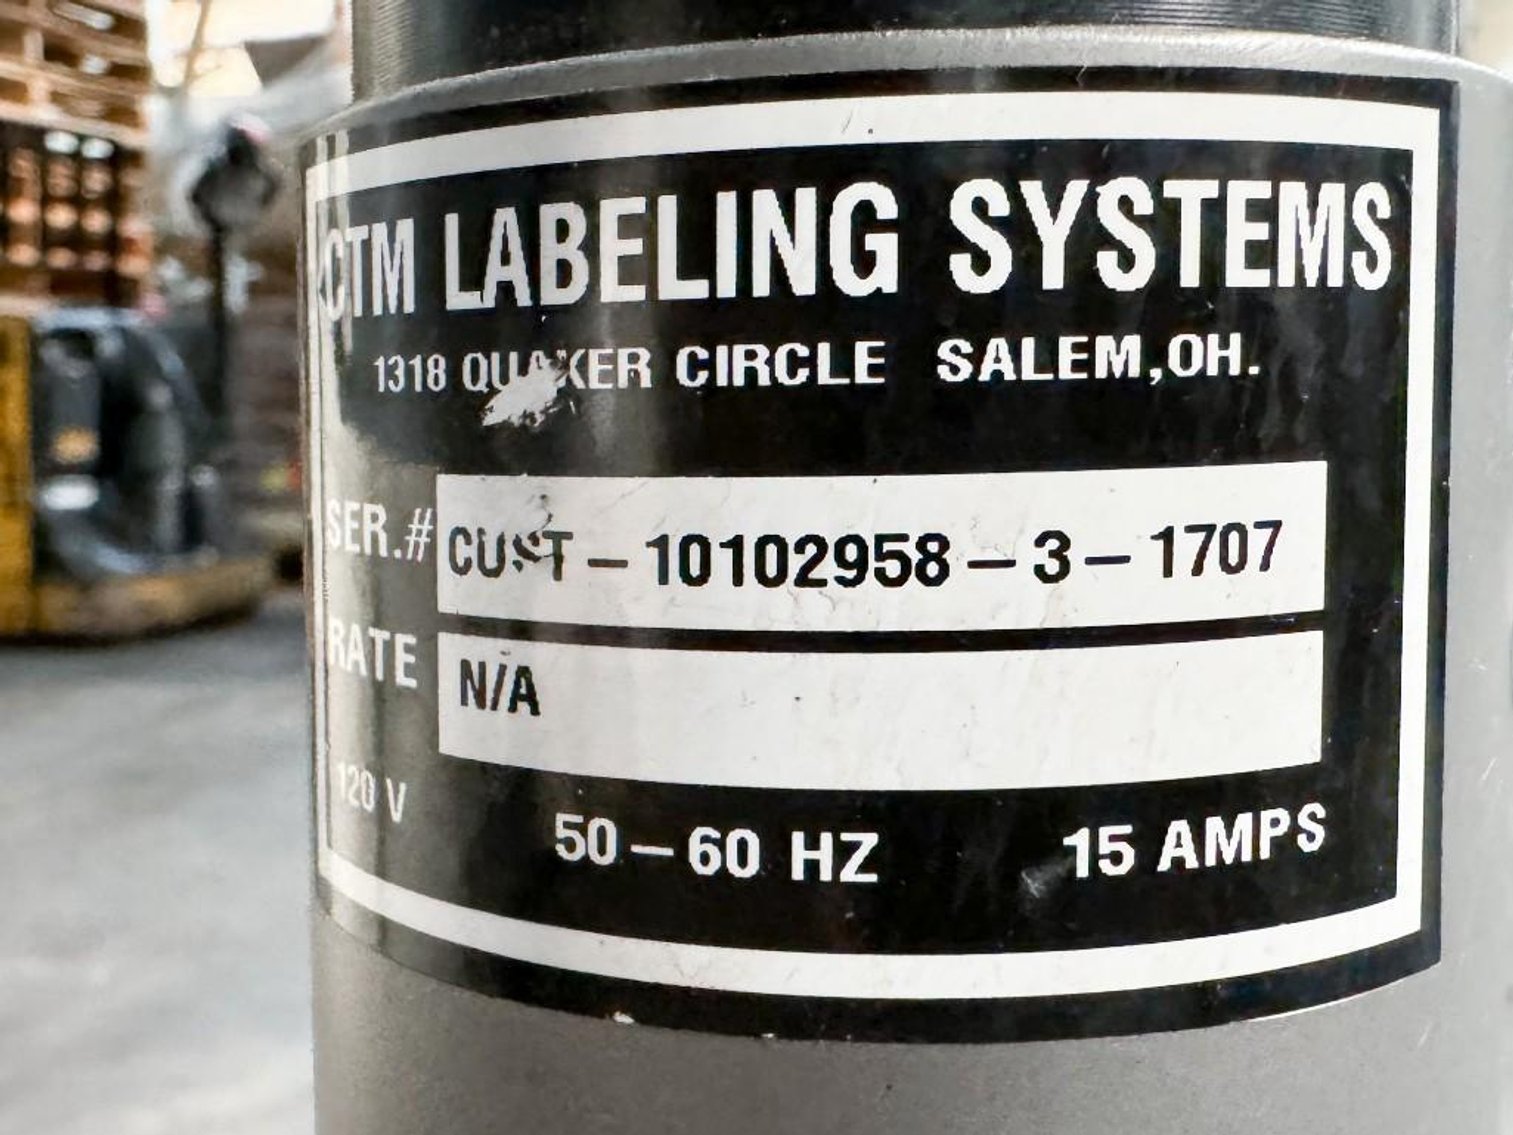 CTM LABELING SYSTEMS
1318 QUAKER CIRCLE SALEM,OH.
SER.# CUST-10102958-3-1707
RATE N/A
120 V 50-60 HZ 15 AMPS